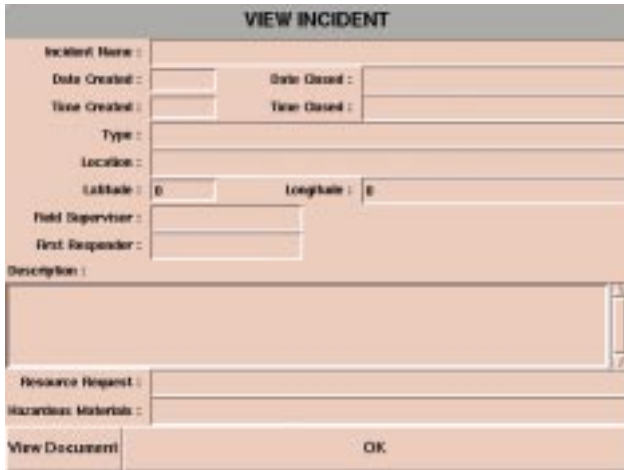 VIEW INCIDENT
Incident Name :
Date Created : Date Closed :
Time Created : Time Closed :
Type :
Location :
Latitude : 0 Longitude : 0
Field Supervisor :
First Responder :
Description :
Resource Request :
Hazardous Materials :
View Document OK